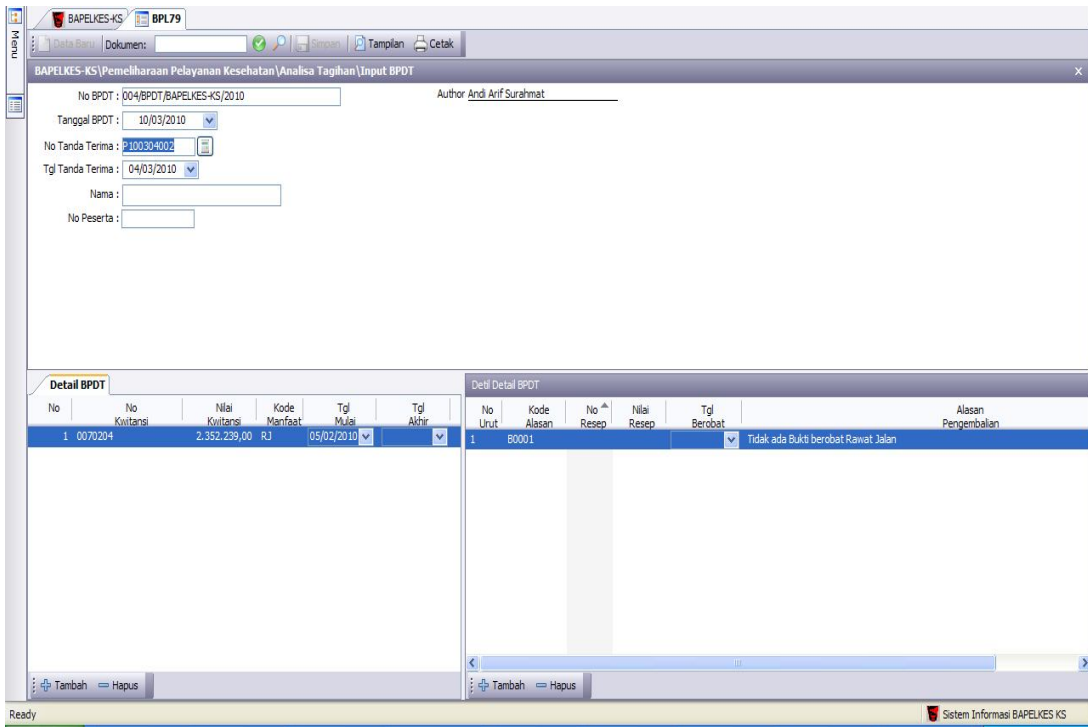 BAPELKES-KS BPL79
Menu
Data Baru Dokumen: Simpan Tampilan Cetak
BAPELKES-KS\Pemeliharaan Pelayanan Kesehatan\Analisa Tagihan\Input BPDT X
No BPDT : 004/BPDT/BAPELKES-KS/2010 Author Andi Arif Surahmat
Tanggal BPDT : 10/03/2010
No Tanda Terima : P100304002
Tgl Tanda Terima : 04/03/2010
Nama :
No Peserta :
Detail BPDT
No No Kwitansi Nilai Kwitansi Kode Manfaat Tgl Mulai Tgl Akhir
1 0070204 2.352.239,00 RJ 05/02/2010
Tambah Hapus
Detil Detail BPDT
No Urut Kode Alasan No Resep Nilai Resep Tgl Berobat Alasan Pengembalian
1 B0001 Tidak ada Bukti berobat Rawat Jalan
Tambah Hapus
Ready Sistem Informasi BAPELKES KS